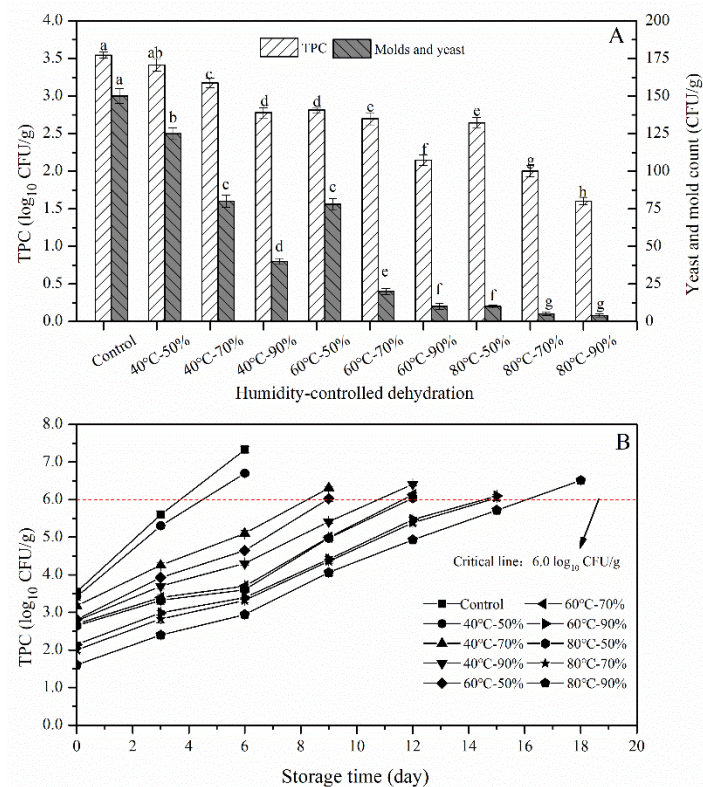 A
TPC
Molds and yeast
4.0
3.5
3.0
2.5
2.0
1.5
1.0
0.5
0.0
TPC (log10 CFU/g)
200
175
150
125
100
75
50
25
0
Yeast and mold count (CFU/g)
a ab c d d c f e g h
a b c d c e f f g g
Control 40°C-50% 40°C-70% 40°C-90% 60°C-50% 60°C-70% 60°C-90% 80°C-50% 80°C-70% 80°C-90%
Humidity-controlled dehydration
B
8.0
7.0
6.0
5.0
4.0
3.0
2.0
1.0
0.0
TPC (log10 CFU/g)
Critical line: 6.0 log10 CFU/g
Control 60℃-70%
40℃-50% 60℃-90%
40℃-70% 80℃-50%
40℃-90% 80℃-70%
60℃-50% 80℃-90%
0 2 4 6 8 10 12 14 16 18 20
Storage time (day)